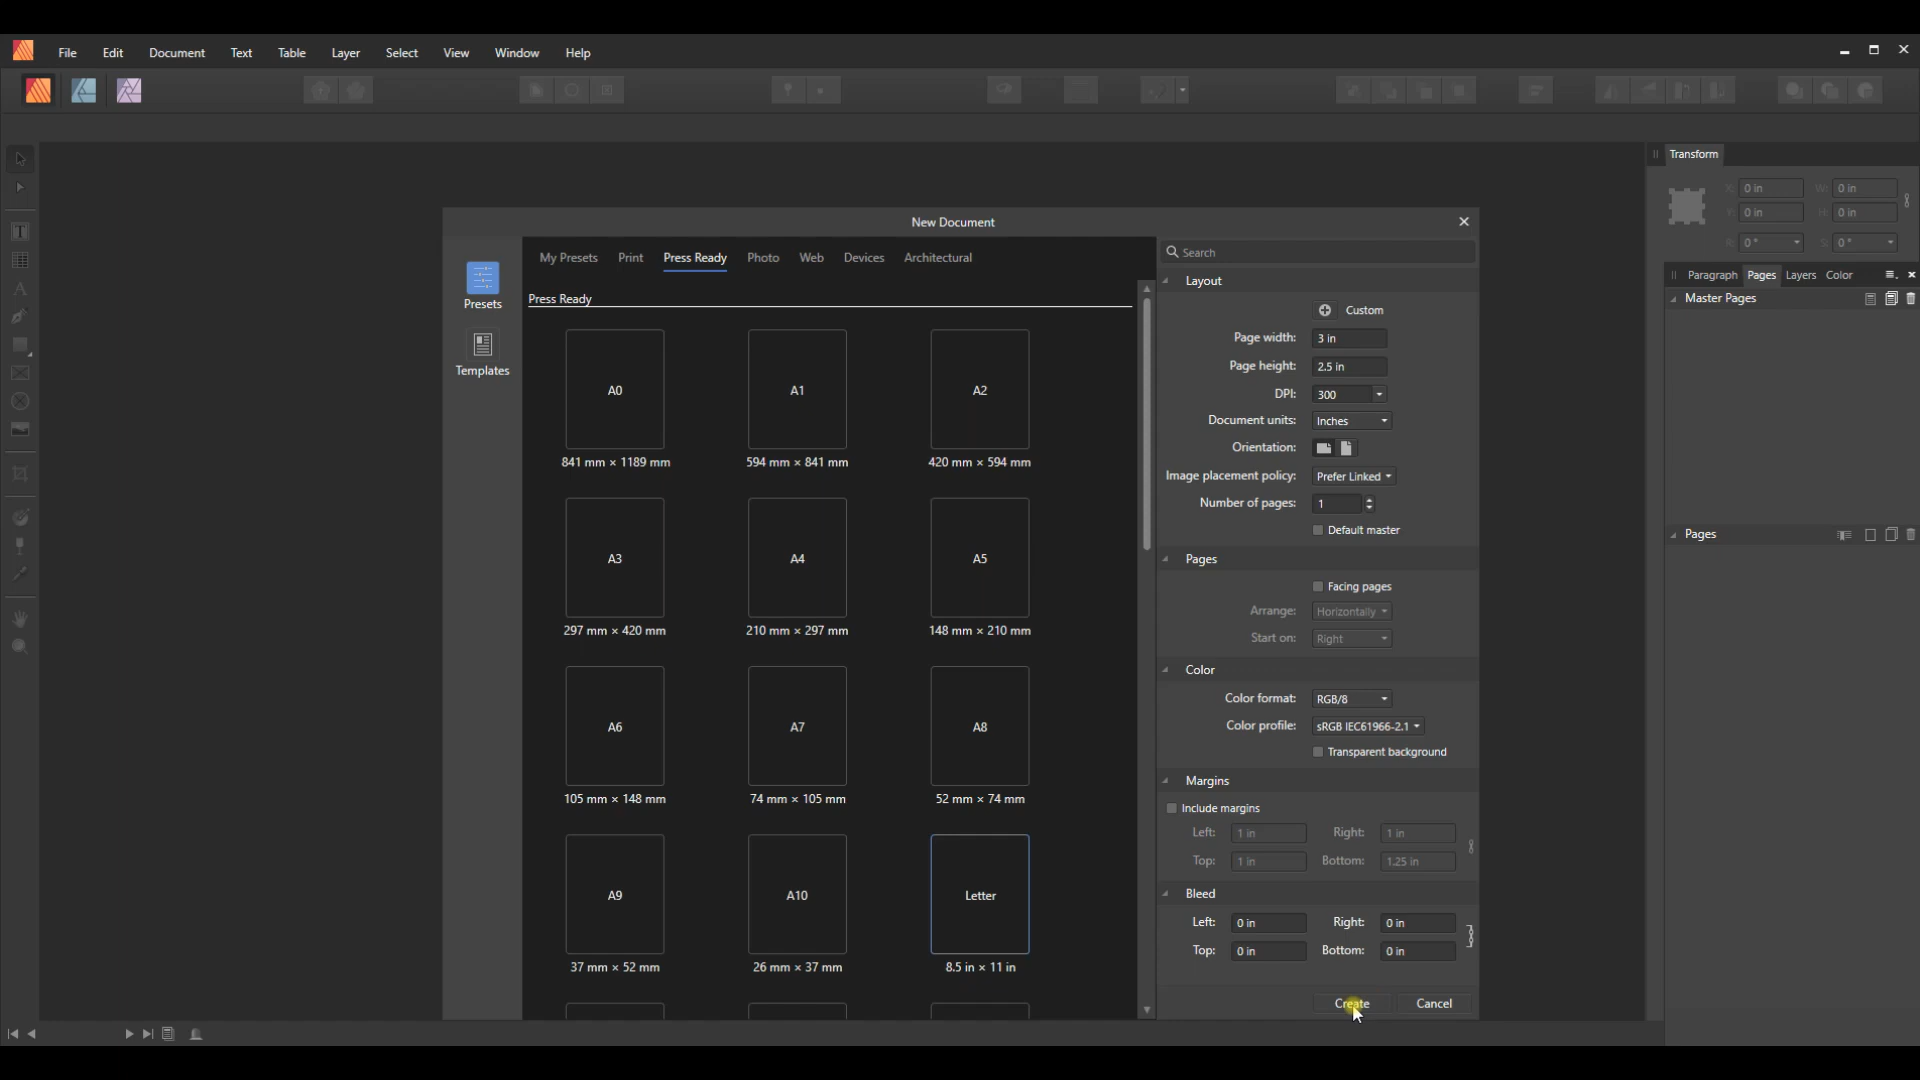 File Edit Document Text Table Layer Select View Window Help
Transform
X: 0 in W: 0 in
Y: 0 in H: 0 in
R: 0 ° S: 0 °
Paragraph Pages Layers Color
Master Pages
Pages
New Document
Presets
Templates
My Presets Print Press Ready Photo Web Devices Architectural
Press Ready
A0 A1 A2
841 mm × 1189 mm 594 mm × 841 mm 420 mm × 594 mm
A3 A4 A5
297 mm × 420 mm 210 mm × 297 mm 148 mm × 210 mm
A6 A7 A8
105 mm × 148 mm 74 mm × 105 mm 52 mm × 74 mm
A9 A10 Letter
37 mm × 52 mm 26 mm × 37 mm 8.5 in × 11 in
Search
Layout
Custom
Page width: 3 in
Page height: 2.5 in
DPI: 300
Document units: Inches
Orientation:
Image placement policy: Prefer Linked
Number of pages: 1
Default master
Pages
Facing pages
Arrange: Horizontally
Start on: Right
Color
Color format: RGB/8
Color profile: sRGB IEC61966-2.1
Transparent background
Margins
Include margins
Left: 1 in Right: 1 in
Top: 1 in Bottom: 1.25 in
Bleed
Left: 0 in Right: 0 in
Top: 0 in Bottom: 0 in
Create Cancel